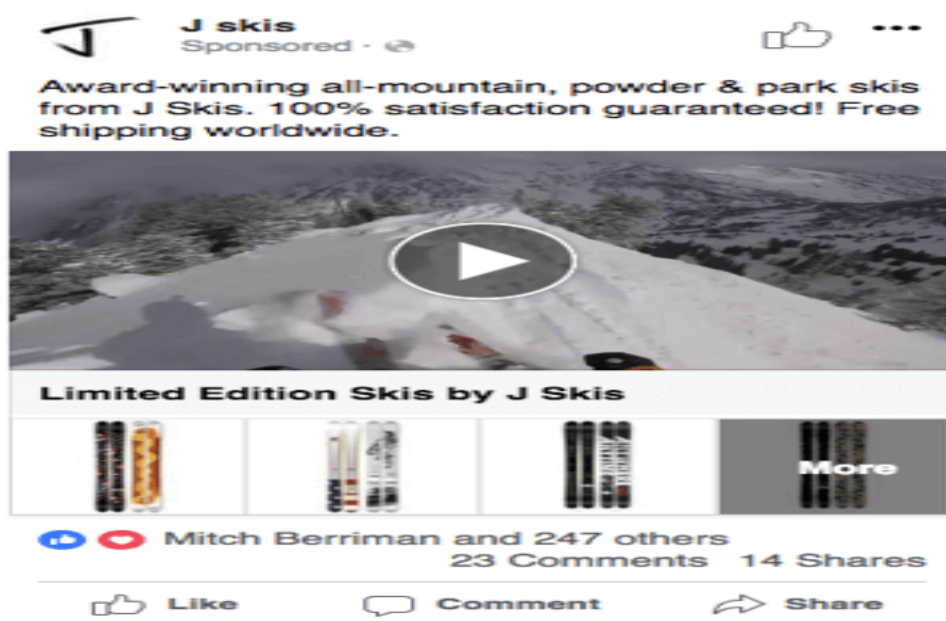 J skis
Sponsored ·
Award-winning all-mountain, powder & park skis
from J Skis. 100% satisfaction guaranteed! Free
shipping worldwide.
Limited Edition Skis by J Skis
More
Mitch Berriman and 247 others
23 Comments 14 Shares
Like Comment Share